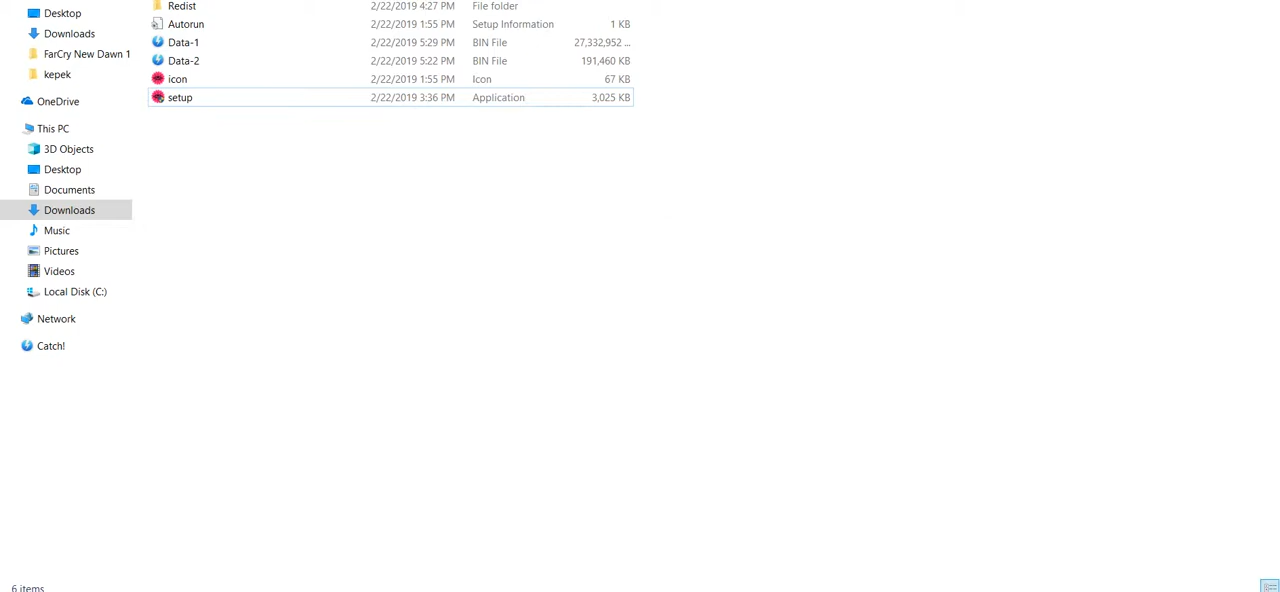 Desktop
Downloads
FarCry New Dawn 1
kepek
OneDrive
This PC
3D Objects
Desktop
Documents
Downloads
Music
Pictures
Videos
Local Disk (C:)
Network
Catch!
Redist 2/22/2019 4:27 PM File folder
Autorun 2/22/2019 1:55 PM Setup Information 1 KB
Data-1 2/22/2019 5:29 PM BIN File 27,332,952 ...
Data-2 2/22/2019 5:22 PM BIN File 191,460 KB
icon 2/22/2019 1:55 PM Icon 67 KB
setup 2/22/2019 3:36 PM Application 3,025 KB
6 items